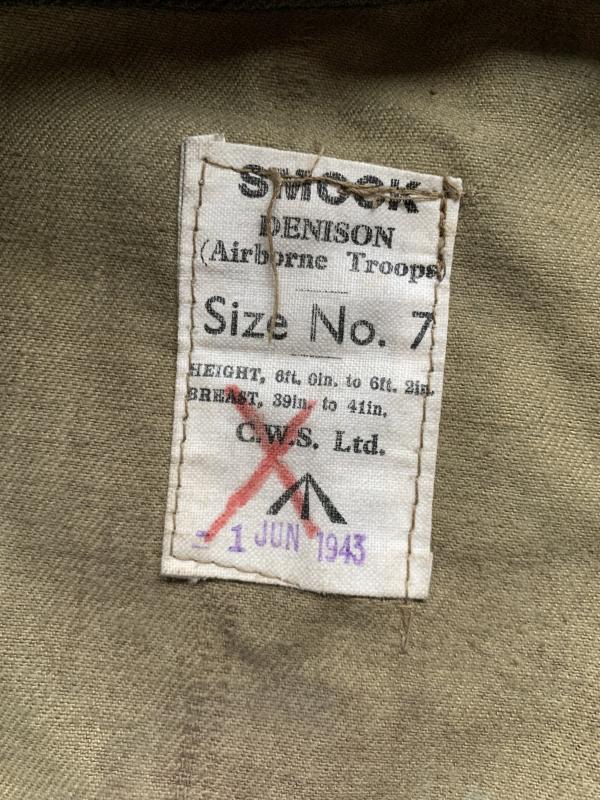 SMOCK
DENISON
(Airborne Troops)
Size No. 7
HEIGHT, 6ft. 0in. to 6ft. 2in.
BREAST, 39in. to 41in.
C.W.S. Ltd.
- 1 JUN 1943